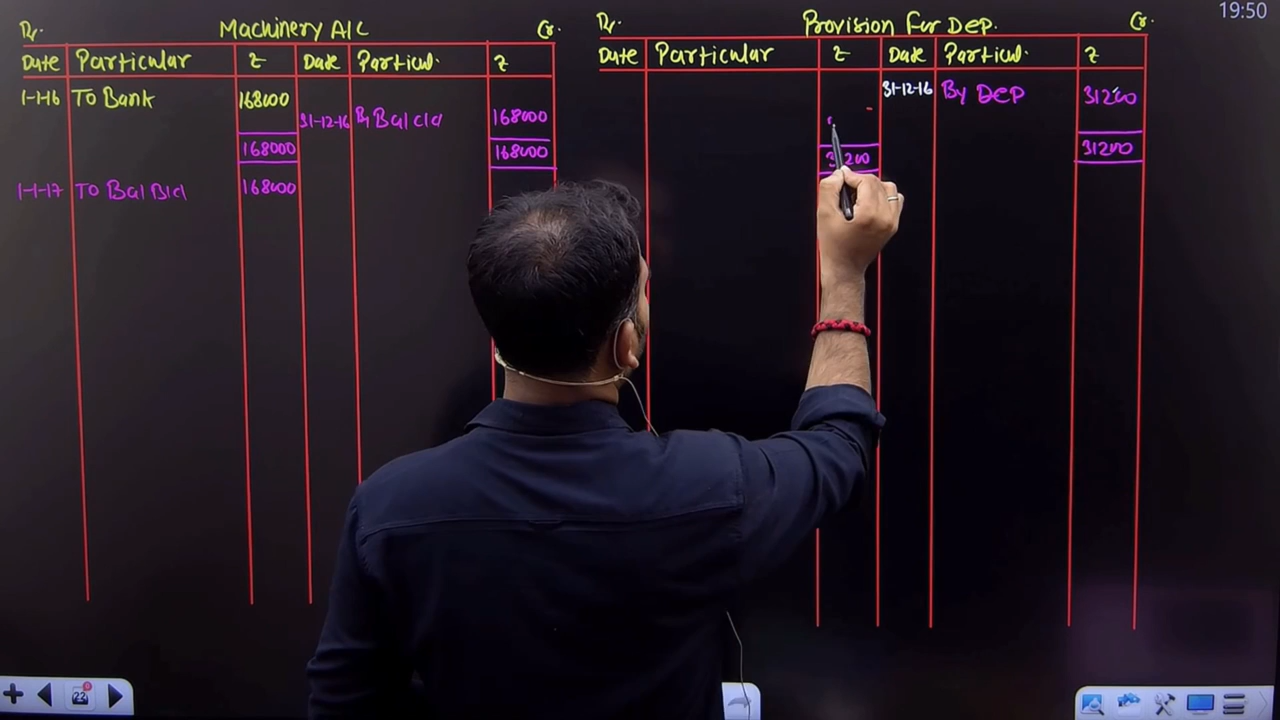 19:50
Dr. Machinery A/C Cr.
Date Particular ₹ Date Particul. ₹
1-1-16 To Bank 168000
31-12-16 By Bal c/d 168000
168000 168000
1-1-17 To Bal B/d 168000
Dr. Provision For Dep. Cr.
Date Particular ₹ Date Particul. ₹
31-12-16 By Dep 31200
31200 31200
22